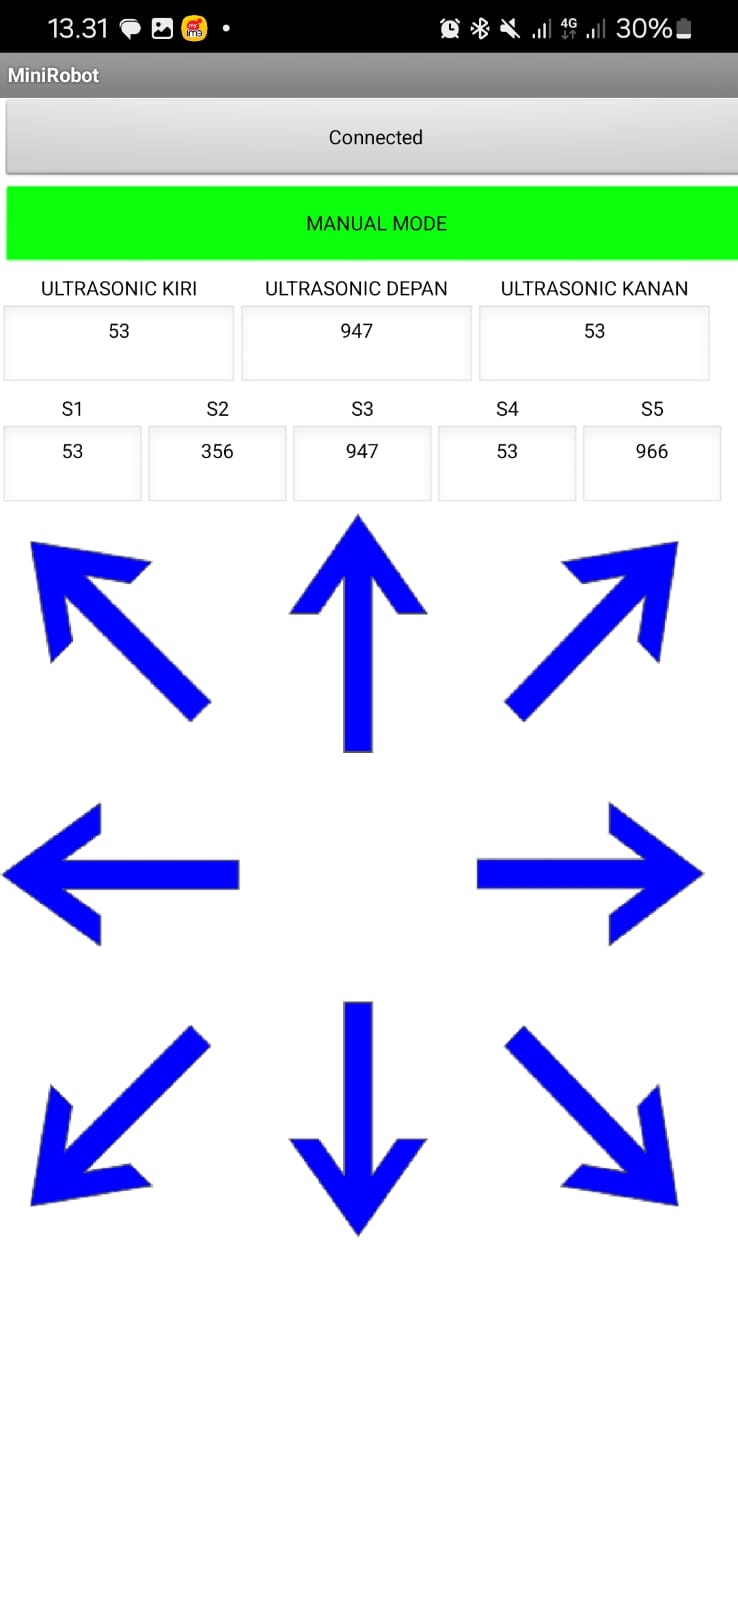 13.31 4G 30%
MiniRobot
Connected
MANUAL MODE
ULTRASONIC KIRI ULTRASONIC DEPAN ULTRASONIC KANAN
53 947 53
S1 S2 S3 S4 S5
53 356 947 53 966